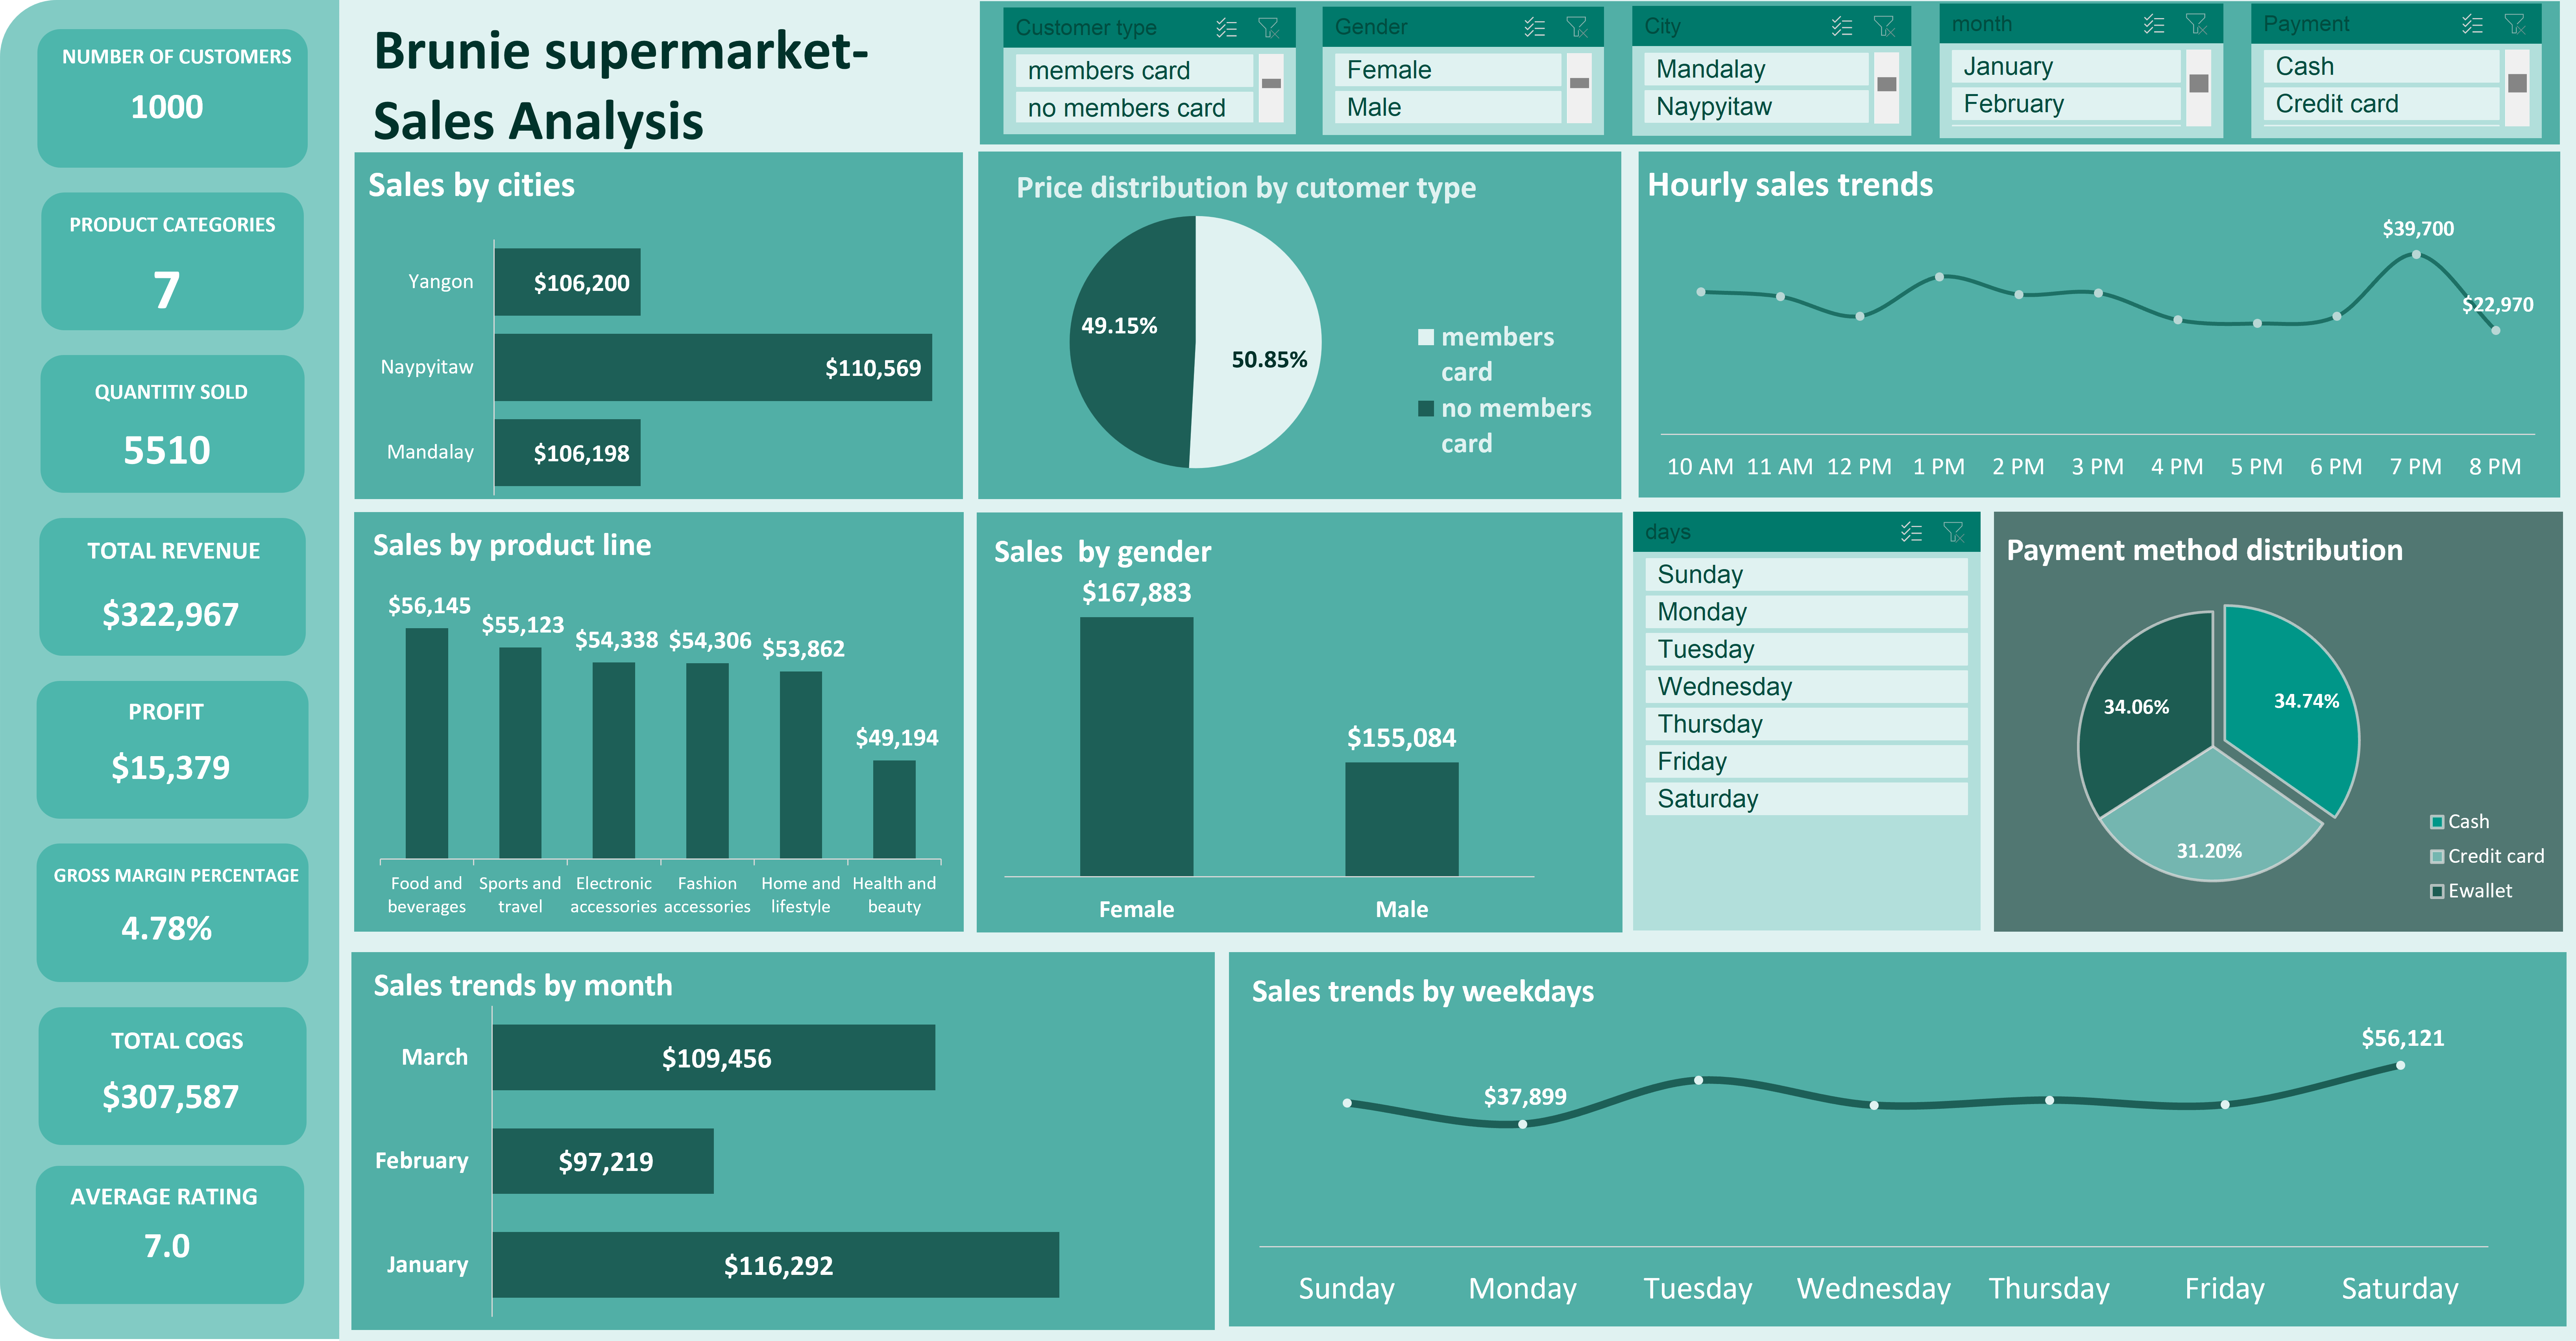 NUMBER OF CUSTOMERS
1000
PRODUCT CATEGORIES
7
QUANTITIY SOLD
5510
TOTAL REVENUE
$322,967
PROFIT
$15,379
GROSS MARGIN PERCENTAGE
4.78%
TOTAL COGS
$307,587
AVERAGE RATING
7.0
Brunie supermarket-
Sales Analysis
Customer type
members card
no members card
Gender
Female
Male
City
Mandalay
Naypyitaw
month
January
February
Payment
Cash
Credit card
Sales by cities
Yangon
$106,200
Naypyitaw
$110,569
Mandalay
$106,198
Price distribution by cutomer type
49.15%
50.85%
members
card
no members
card
Hourly sales trends
$39,700
$22,970
10 AM 11 AM 12 PM 1 PM 2 PM 3 PM 4 PM 5 PM 6 PM 7 PM 8 PM
Sales by product line
$56,145
$55,123
$54,338
$54,306
$53,862
$49,194
Food and
beverages
Sports and
travel
Electronic
accessories
Fashion
accessories
Home and
lifestyle
Health and
beauty
Sales by gender
$167,883
$155,084
Female
Male
days
Sunday
Monday
Tuesday
Wednesday
Thursday
Friday
Saturday
Payment method distribution
34.06%
34.74%
31.20%
Cash
Credit card
Ewallet
Sales trends by month
March
$109,456
February
$97,219
January
$116,292
Sales trends by weekdays
$37,899
$56,121
Sunday Monday Tuesday Wednesday Thursday Friday Saturday